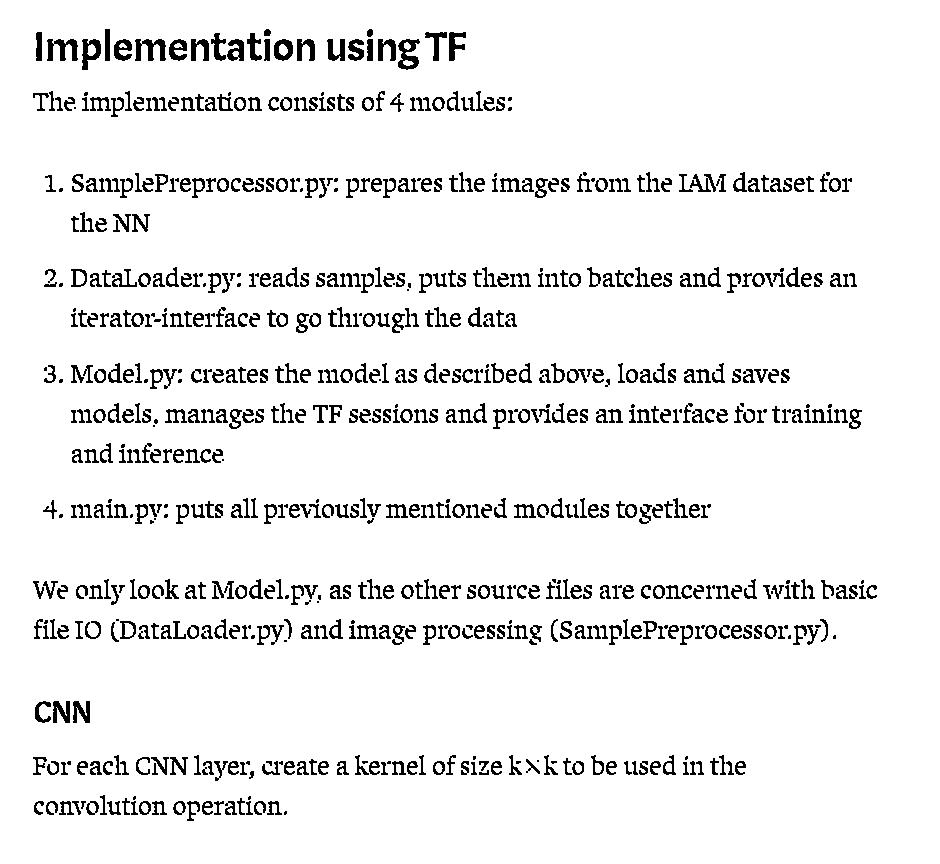 Implementation using TF
The implementation consists of 4 modules:
1. SamplePreprocessor.py: prepares the images from the IAM dataset for
the NN
2. DataLoader.py: reads samples, puts them into batches and provides an
iterator-interface to go through the data
3. Model.py: creates the model as described above, loads and saves
models, manages the TF sessions and provides an interface for training
and inference
4. main.py: puts all previously mentioned modules together
We only look at Model.py, as the other source files are concerned with basic
file IO (DataLoader.py) and image processing (SamplePreprocessor.py).
CNN
For each CNN layer, create a kernel of size k×k to be used in the
convolution operation.